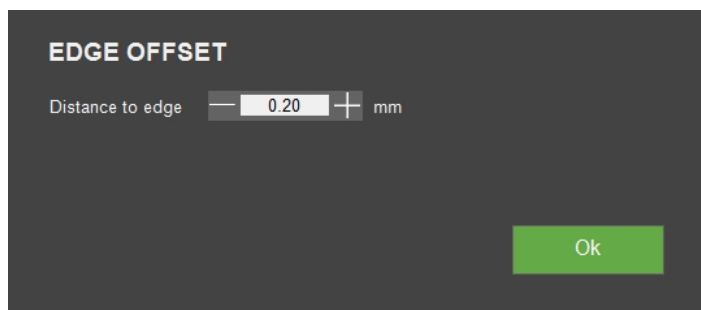 EDGE OFFSET
Distance to edge — 0.20 + mm
Ok